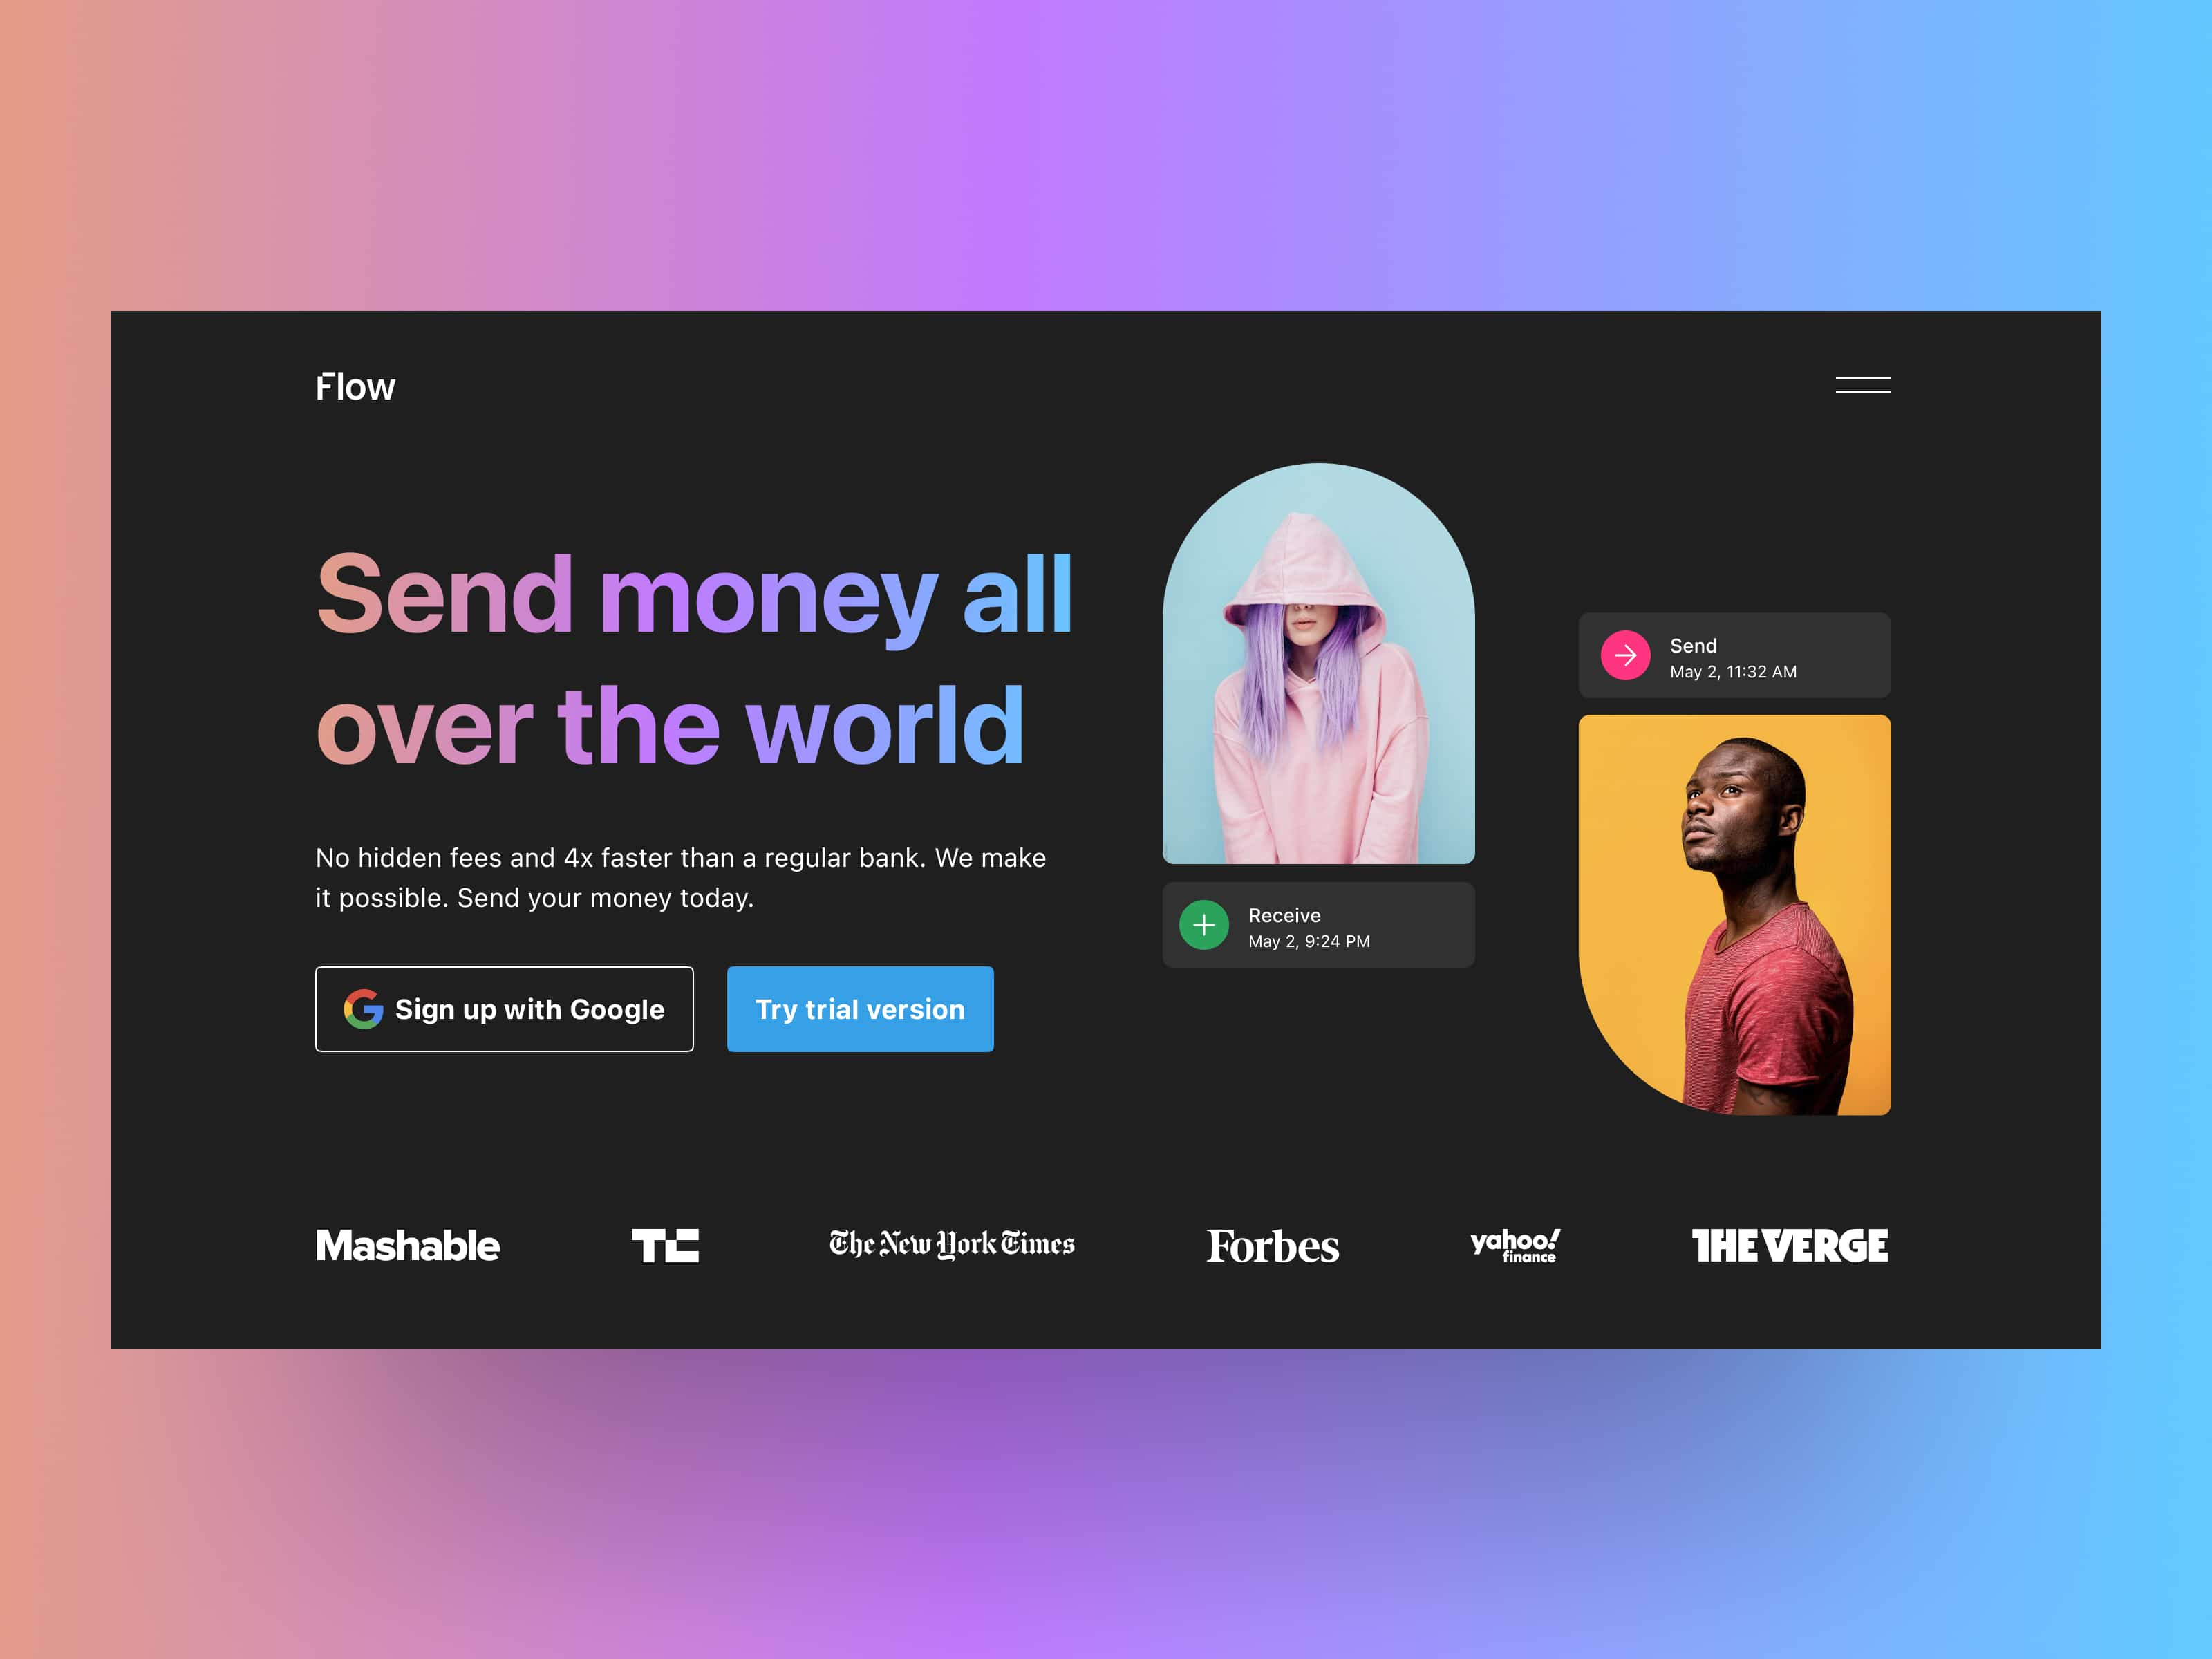 Flow
Send money all
over the world
No hidden fees and 4x faster than a regular bank. We make
it possible. Send your money today.
Sign up with Google
Try trial version
Receive
May 2, 9:24 PM
Send
May 2, 11:32 AM
Mashable
TC
The New York Times
Forbes
yahoo!
finance
THE VERGE